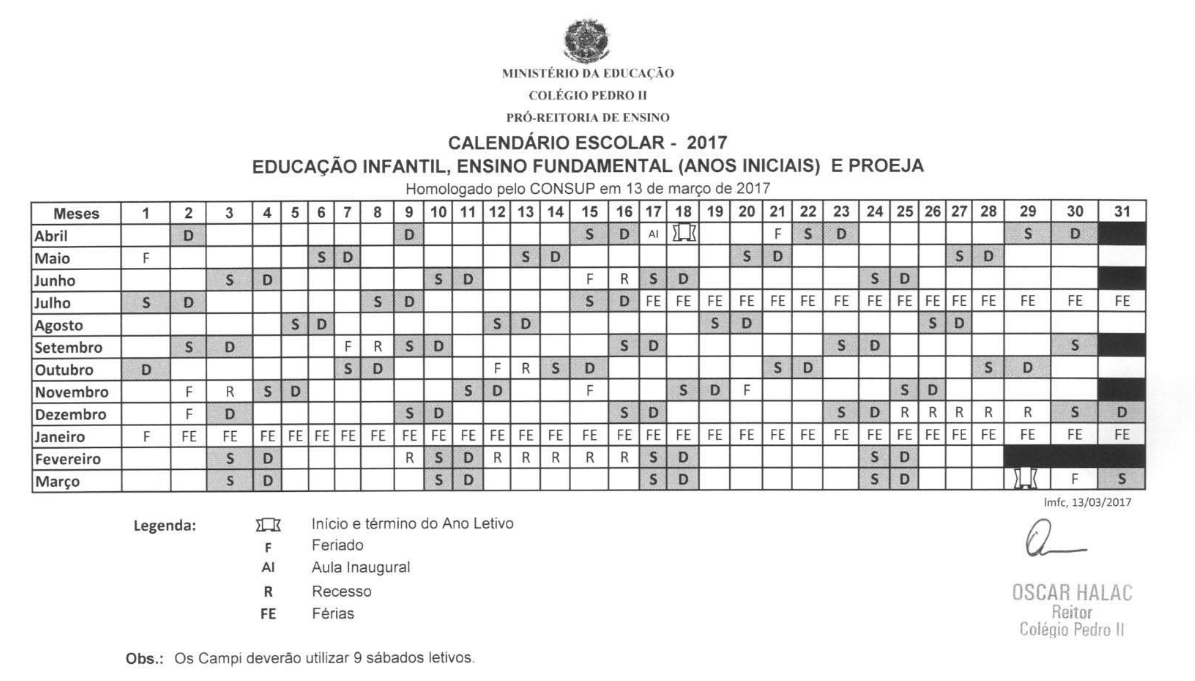 MINISTÉRIO DA EDUCAÇÃO
COLÉGIO PEDRO II
PRÓ-REITORIA DE ENSINO
CALENDÁRIO ESCOLAR - 2017
EDUCAÇÃO INFANTIL, ENSINO FUNDAMENTAL (ANOS INICIAIS) E PROEJA
Homologado pelo CONSUP em 13 de março de 2017
Meses 1 2 3 4 5 6 7 8 9 10 11 12 13 14 15 16 17 18 19 20 21 22 23 24 25 26 27 28 29 30 31
Abril D D S D AI F S D S D
Maio F S D S D S D S D
Junho S D S D F R S D S D
Julho S D S D S D FE FE FE FE FE FE FE FE FE FE FE FE FE FE FE
Agosto S D S D S D S D
Setembro S D F R S D S D S D S
Outubro D S D F R S D S D S D
Novembro F R S D S D F S D F S D
Dezembro F D S D S D S D R R R R R S D
Janeiro F FE FE FE FE FE FE FE FE FE FE FE FE FE FE FE FE FE FE FE FE FE FE FE FE FE FE FE FE FE FE
Fevereiro S D R S D R R R R R S D S D
Março S D S D S D S D F S
lmfc, 13/03/2017
Legenda: Início e término do Ano Letivo
F Feriado
AI Aula Inaugural
R Recesso
FE Férias
OSCAR HALAC
Reitor
Colégio Pedro II
Obs.: Os Campi deverão utilizar 9 sábados letivos.